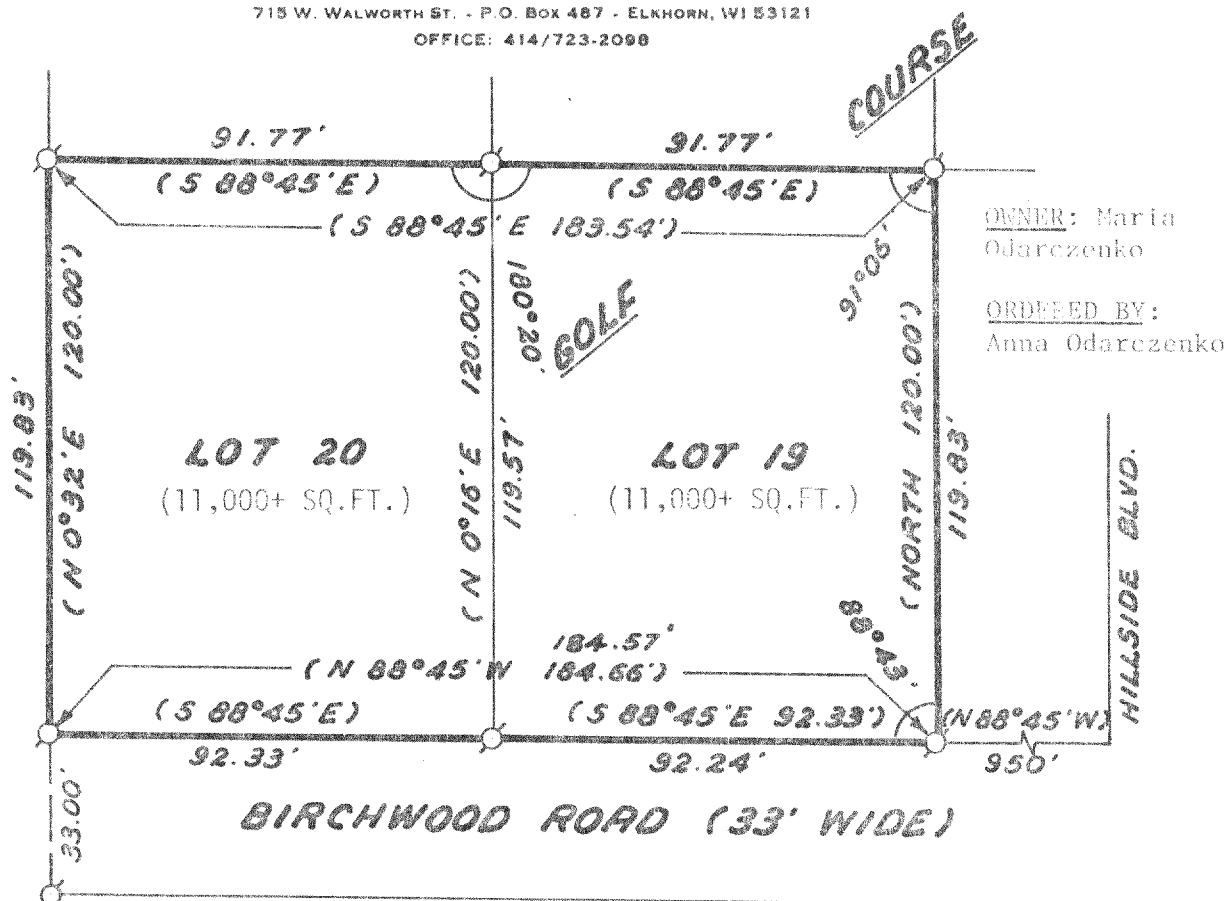 715 W. WALWORTH ST. - P.O. BOX 487 - ELKHORN, WI 53121
OFFICE: 414/723-2098
COURSE
91.77'
91.77'
(S 88°45'E)
(S 88°45'E)
(S 88°45'E 183.54')
91°06'
OWNER: Maria
Odarczenko
ORDERED BY:
Anna Odarczenko
180°20'
GOLF
119.83'
(N 0°32'E 120.00')
(N 0°16'E 120.00')
119.57'
(NORTH 120.00')
119.83'
LOT 20
(11,000+ SQ.FT.)
LOT 19
(11,000+ SQ.FT.)
HILLSIDE BLVD.
88°43'
184.57'
(N 88°45'W 184.66')
(S 88°45'E)
(S 88°45'E 92.33')
(N 88°45'W)
92.33'
92.24'
950'
33.00'
BIRCHWOOD ROAD (33' WIDE)